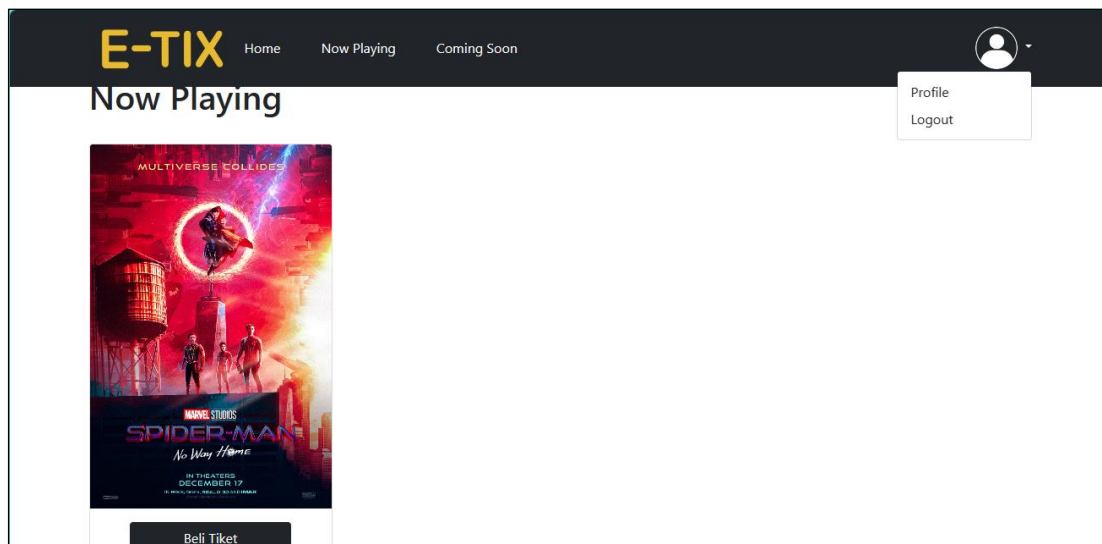 E-TIX Home Now Playing Coming Soon
Profile
Logout
Now Playing
MULTIVERSE COLLIDES
MARVEL STUDIOS
SPIDER-MAN
No Way Home
IN THEATERS
DECEMBER 17
Beli Tiket